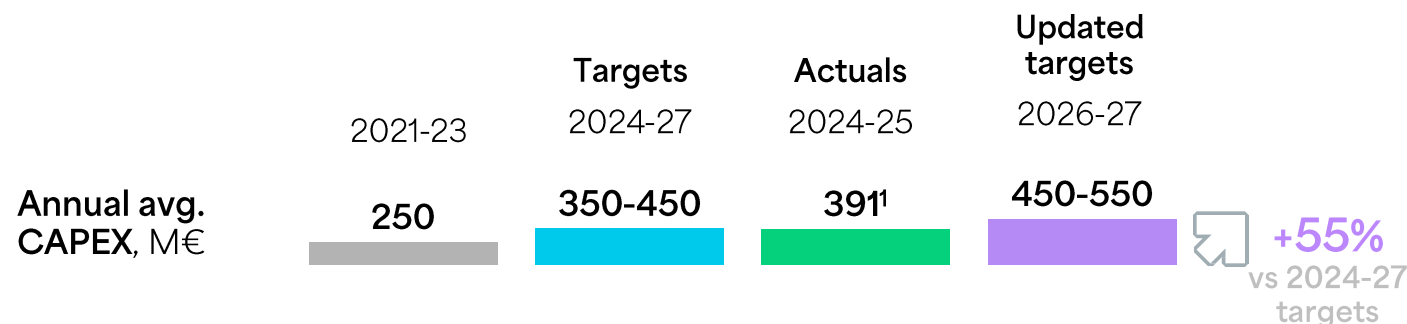 Updated
targets
Targets
Actuals
2026-27
2024-27
2024-25
2021-23
Annual avg.
CAPEX, M€
250
350-450
391¹
450-550
+55%
vs 2024-27
targets